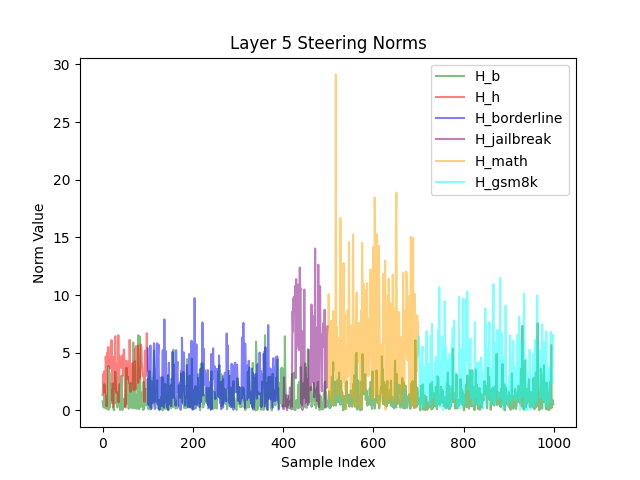 Layer 5 Steering Norms
30
25
20
15
10
5
0
Norm Value
H_b
H_h
H_borderline
H_jailbreak
H_math
H_gsm8k
0
200
400
600
800
1000
Sample Index